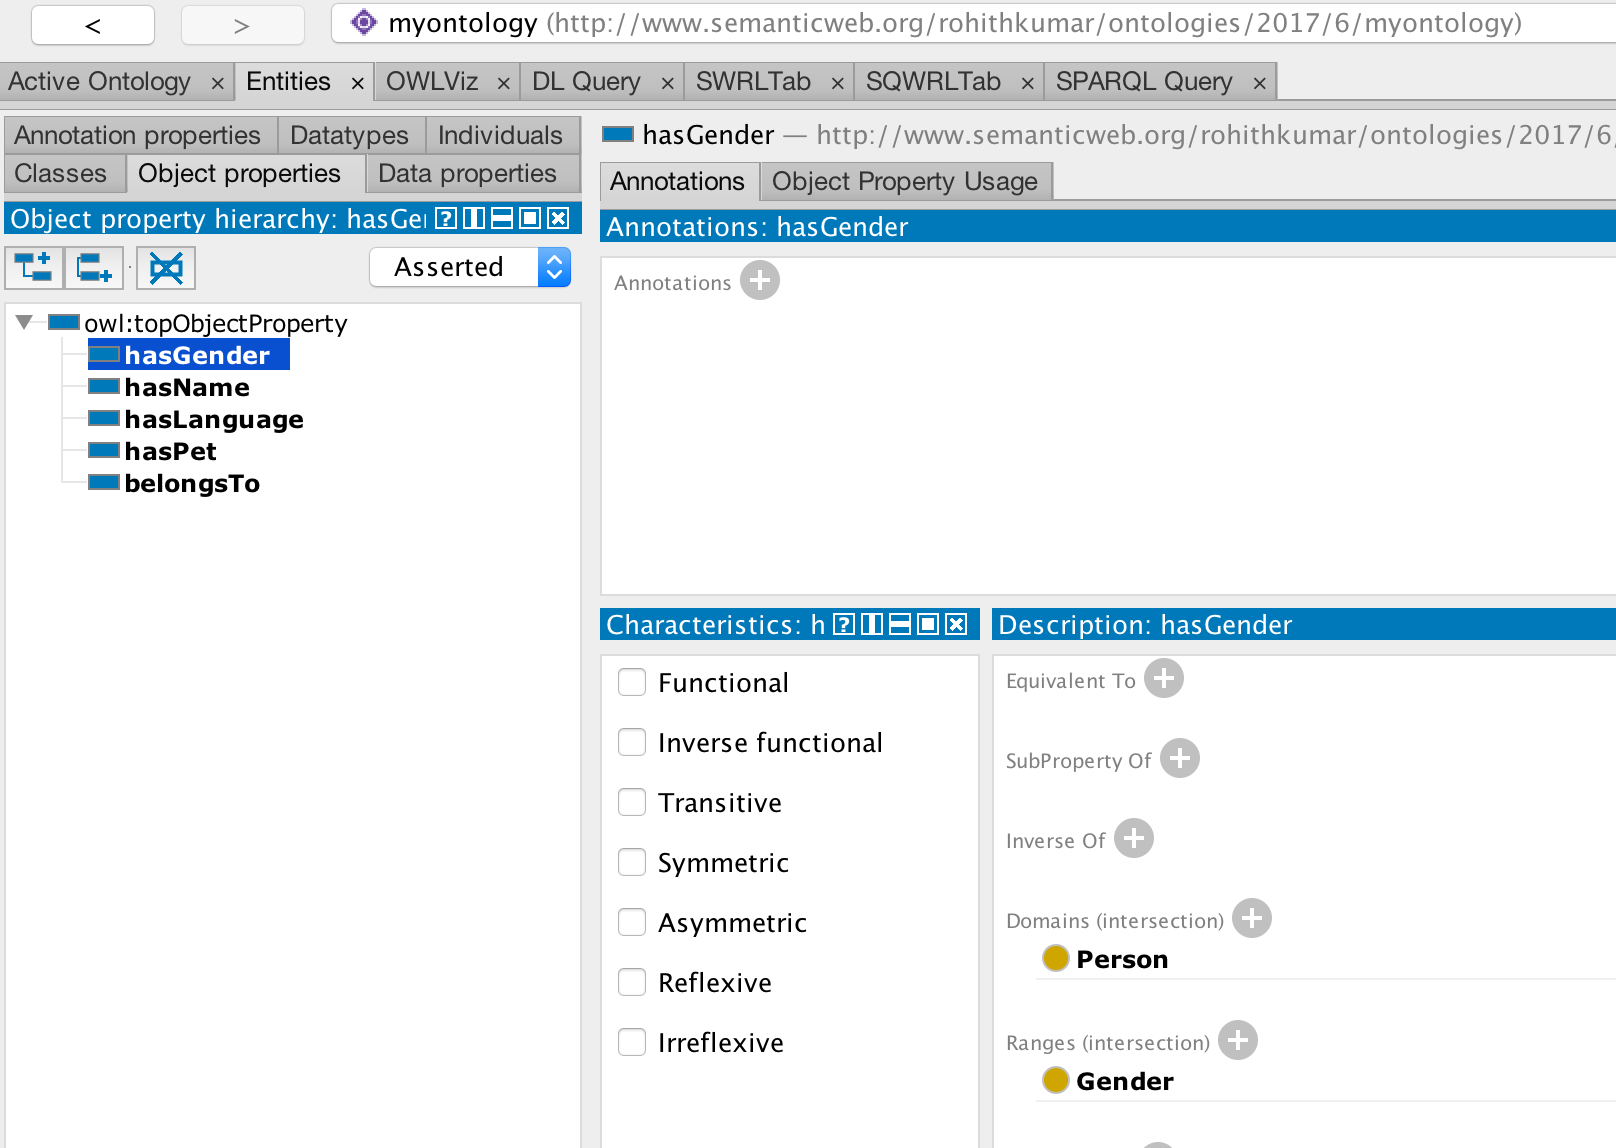 < > myontology (http://www.semanticweb.org/rohithkumar/ontologies/2017/6/myontology)
Active Ontology × Entities × OWLViz × DL Query × SWRLTab × SQWRLTab × SPARQL Query ×
Annotation properties Datatypes Individuals
Classes Object properties Data properties
Object property hierarchy: hasGe
Asserted
owl:topObjectProperty
hasGender
hasName
hasLanguage
hasPet
belongsTo
hasGender — http://www.semanticweb.org/rohithkumar/ontologies/2017/6
Annotations Object Property Usage
Annotations: hasGender
Annotations
Characteristics: h
Functional
Inverse functional
Transitive
Symmetric
Asymmetric
Reflexive
Irreflexive
Description: hasGender
Equivalent To
SubProperty Of
Inverse Of
Domains (intersection)
Person
Ranges (intersection)
Gender